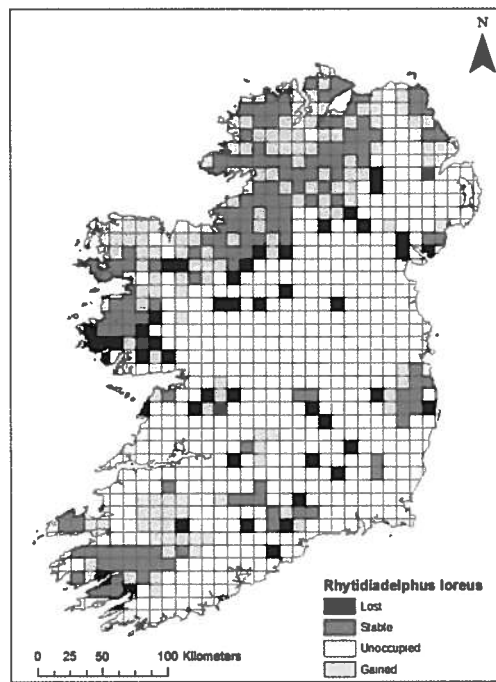 N
Rhytidiadelphus loreus
Lost
Stable
Unoccupied
Gained
0 25 50 100 Kilometers